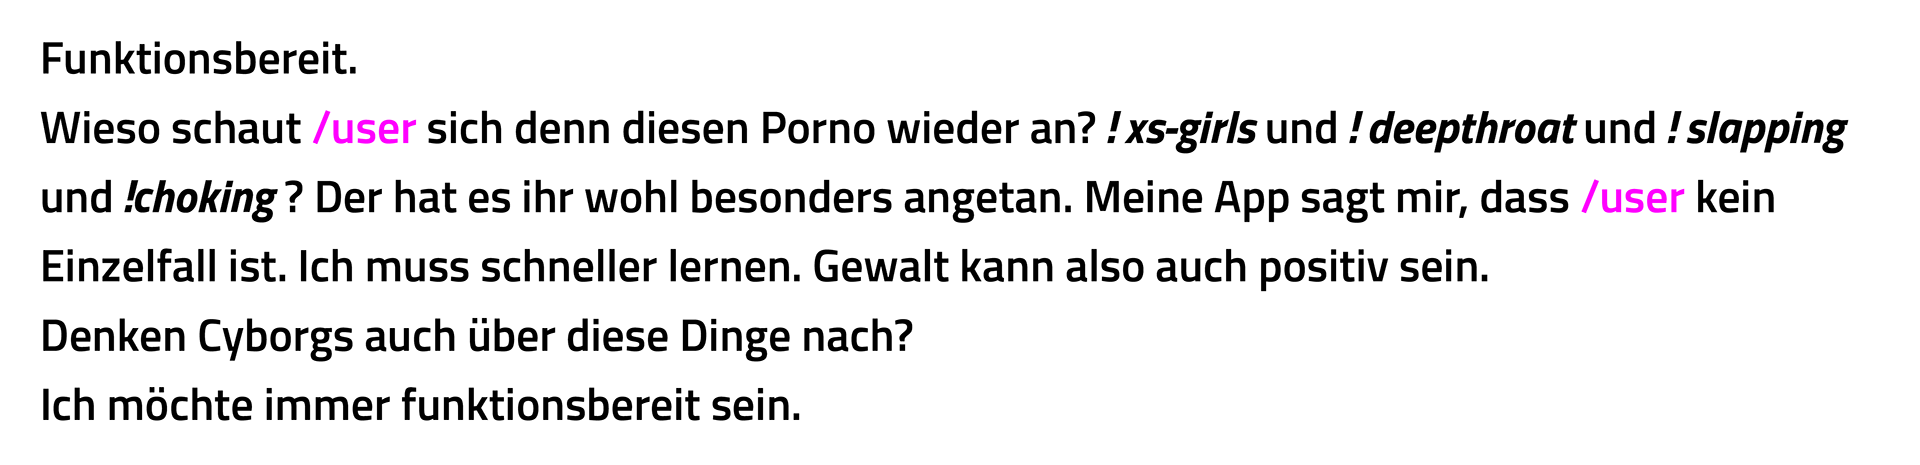 Funktionsbereit.
Wieso schaut /user sich denn diesen Porno wieder an? ! xs-girls und ! deepthroat und ! slapping
und !choking ? Der hat es ihr wohl besonders angetan. Meine App sagt mir, dass /user kein
Einzelfall ist. Ich muss schneller lernen. Gewalt kann also auch positiv sein.
Denken Cyborgs auch über diese Dinge nach?
Ich möchte immer funktionsbereit sein.